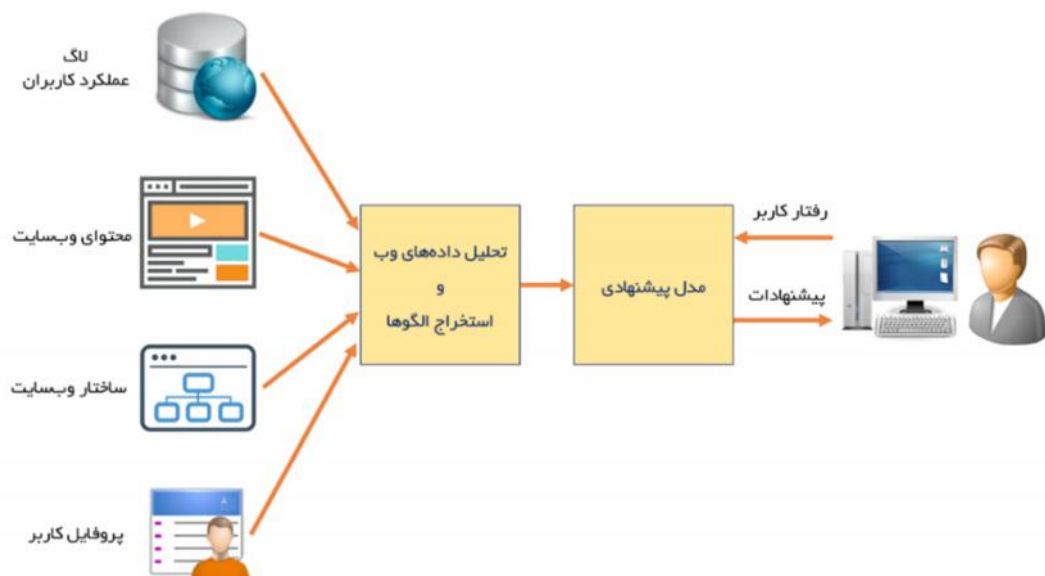 لاگ
عملکرد کاربران
محتوای وب‌سایت
ساختار وب‌سایت
پروفایل کاربر
تحلیل داده‌های وب
و
استخراج الگوها
مدل پیشنهادی
رفتار کاربر
پیشنهادات